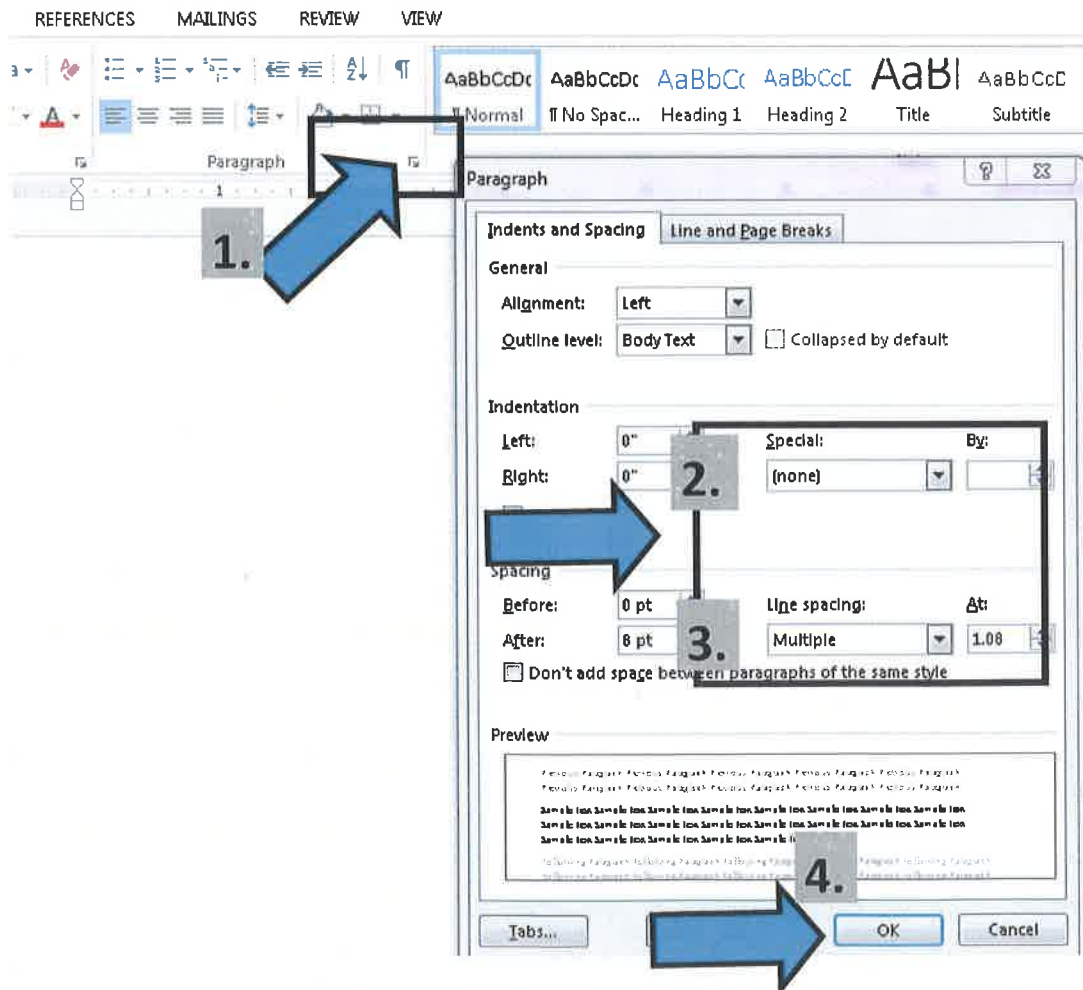 REFERENCES MAILINGS REVIEW VIEW
AaBbCcDc AaBbCcDc AaBbCc AaBbCcD AaBl AaBbCcD
¶ Normal ¶ No Spac... Heading 1 Heading 2 Title Subtitle
Paragraph
1
1.
Paragraph
Indents and Spacing Line and Page Breaks
General
Alignment: Left
Outline level: Body Text Collapsed by default
Indentation
Left: 0" Special: By:
Right: 0" (none)
2.
Spacing
Before: 0 pt Line spacing: At:
After: 8 pt Multiple 1.08
3.
Don't add space between paragraphs of the same style
Preview
4.
Tabs... OK Cancel